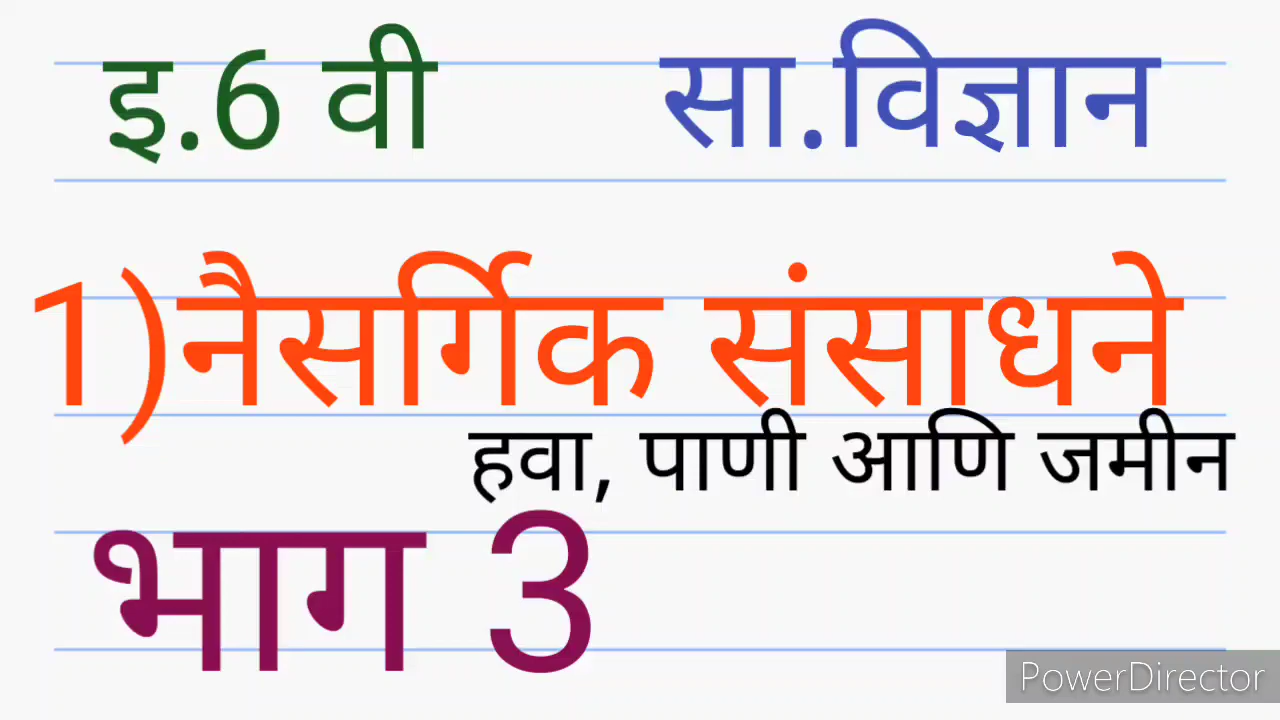 इ.6 वी सा.विज्ञान
1)नैसर्गिक संसाधने
हवा, पाणी आणि जमीन
भाग 3
PowerDirector